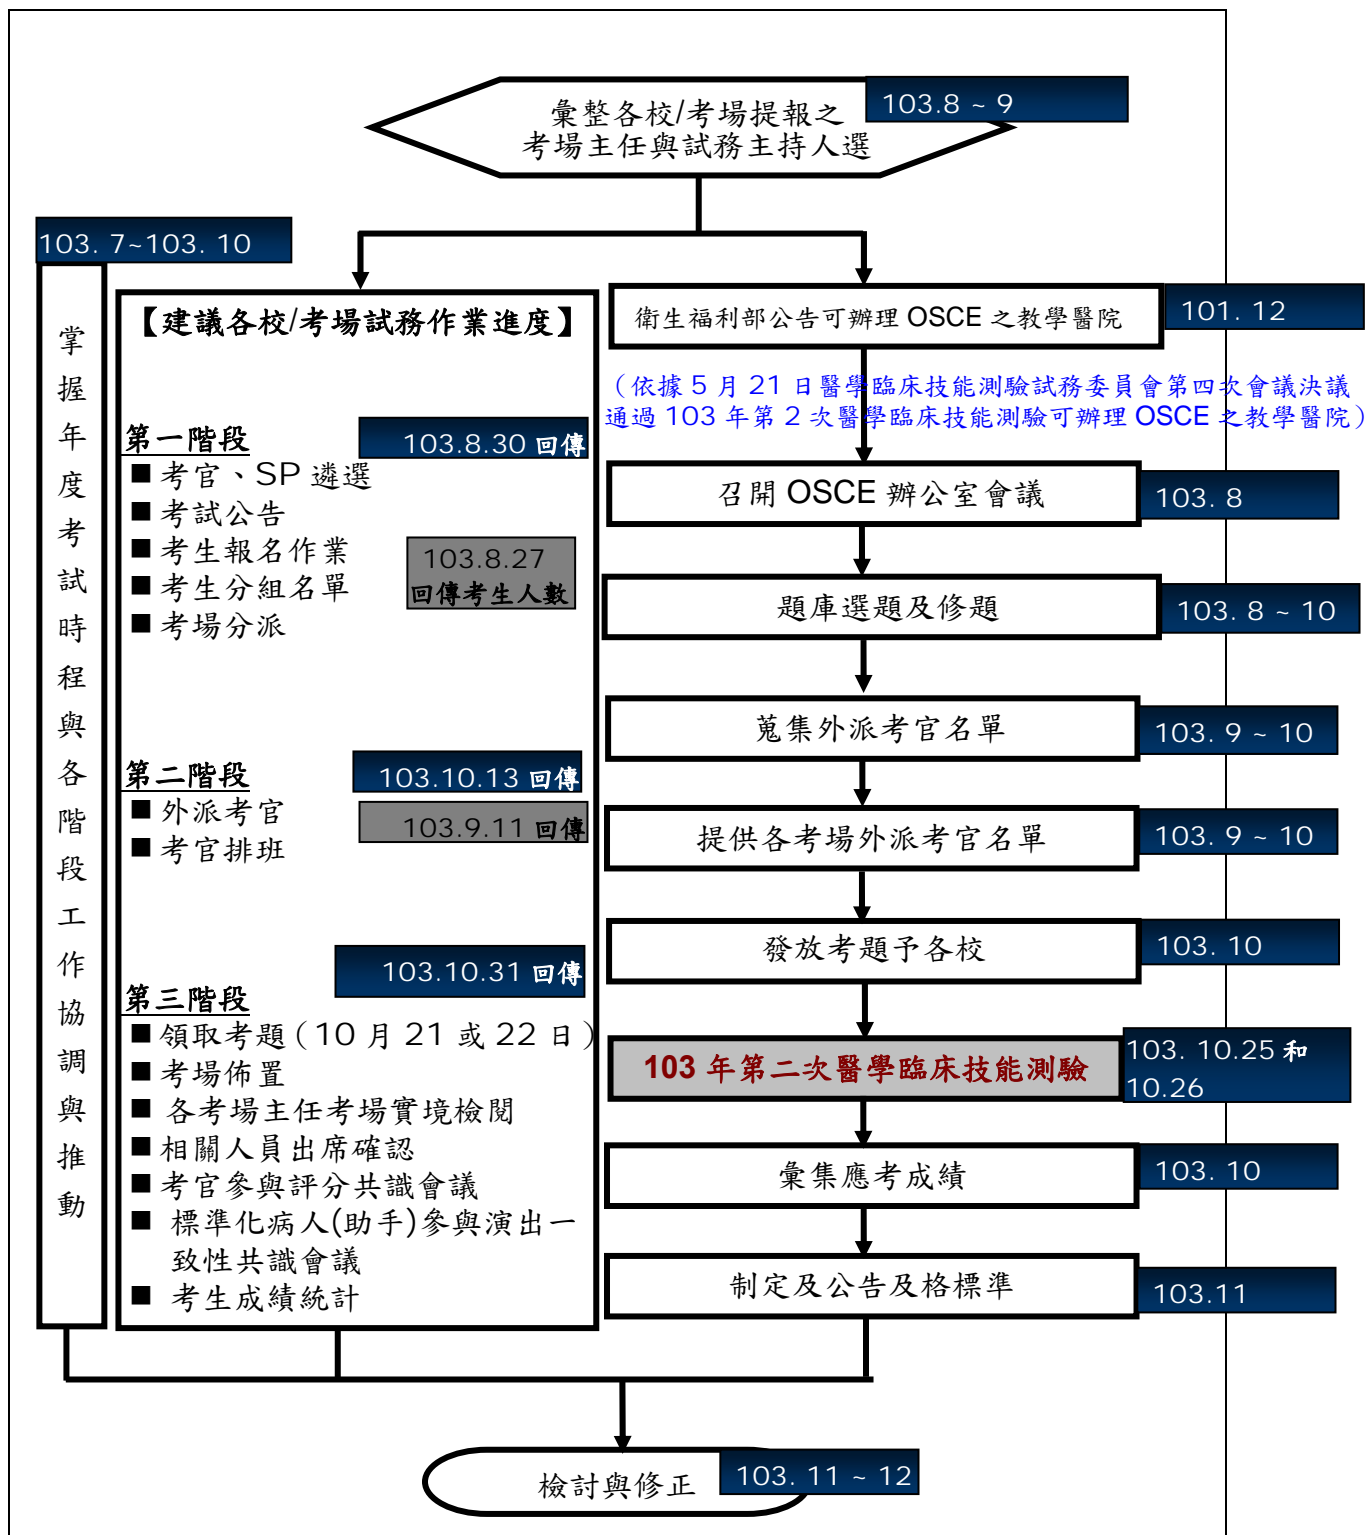 彙整各校/考場提報之
考場主任與試務主持人選
103.8 ~ 9
103. 7~103. 10
掌握年度考試時程與各階段工作協調與推動
【建議各校/考場試務作業進度】
第一階段
103.8.30 回傳
■ 考官、SP 遴選
■ 考試公告
■ 考生報名作業
■ 考生分組名單
■ 考場分派
103.8.27
回傳考生人數
第二階段
103.10.13 回傳
■ 外派考官
■ 考官排班
103.9.11 回傳
103.10.31 回傳
第三階段
■ 領取考題（10 月 21 或 22 日）
■ 考場佈置
■ 各考場主任考場實境檢閱
■ 相關人員出席確認
■ 考官參與評分共識會議
■ 標準化病人(助手)參與演出一
致性共識會議
■ 考生成績統計
衛生福利部公告可辦理 OSCE 之教學醫院
101. 12
（依據 5 月 21 日醫學臨床技能測驗試務委員會第四次會議決議
通過 103 年第 2 次醫學臨床技能測驗可辦理 OSCE 之教學醫院）
召開 OSCE 辦公室會議
103. 8
題庫選題及修題
103. 8 ~ 10
蒐集外派考官名單
103. 9 ~ 10
提供各考場外派考官名單
103. 9 ~ 10
發放考題予各校
103. 10
103 年第二次醫學臨床技能測驗
103. 10.25 和
10.26
彙集應考成績
103. 10
制定及公告及格標準
103.11
檢討與修正
103. 11 ~ 12